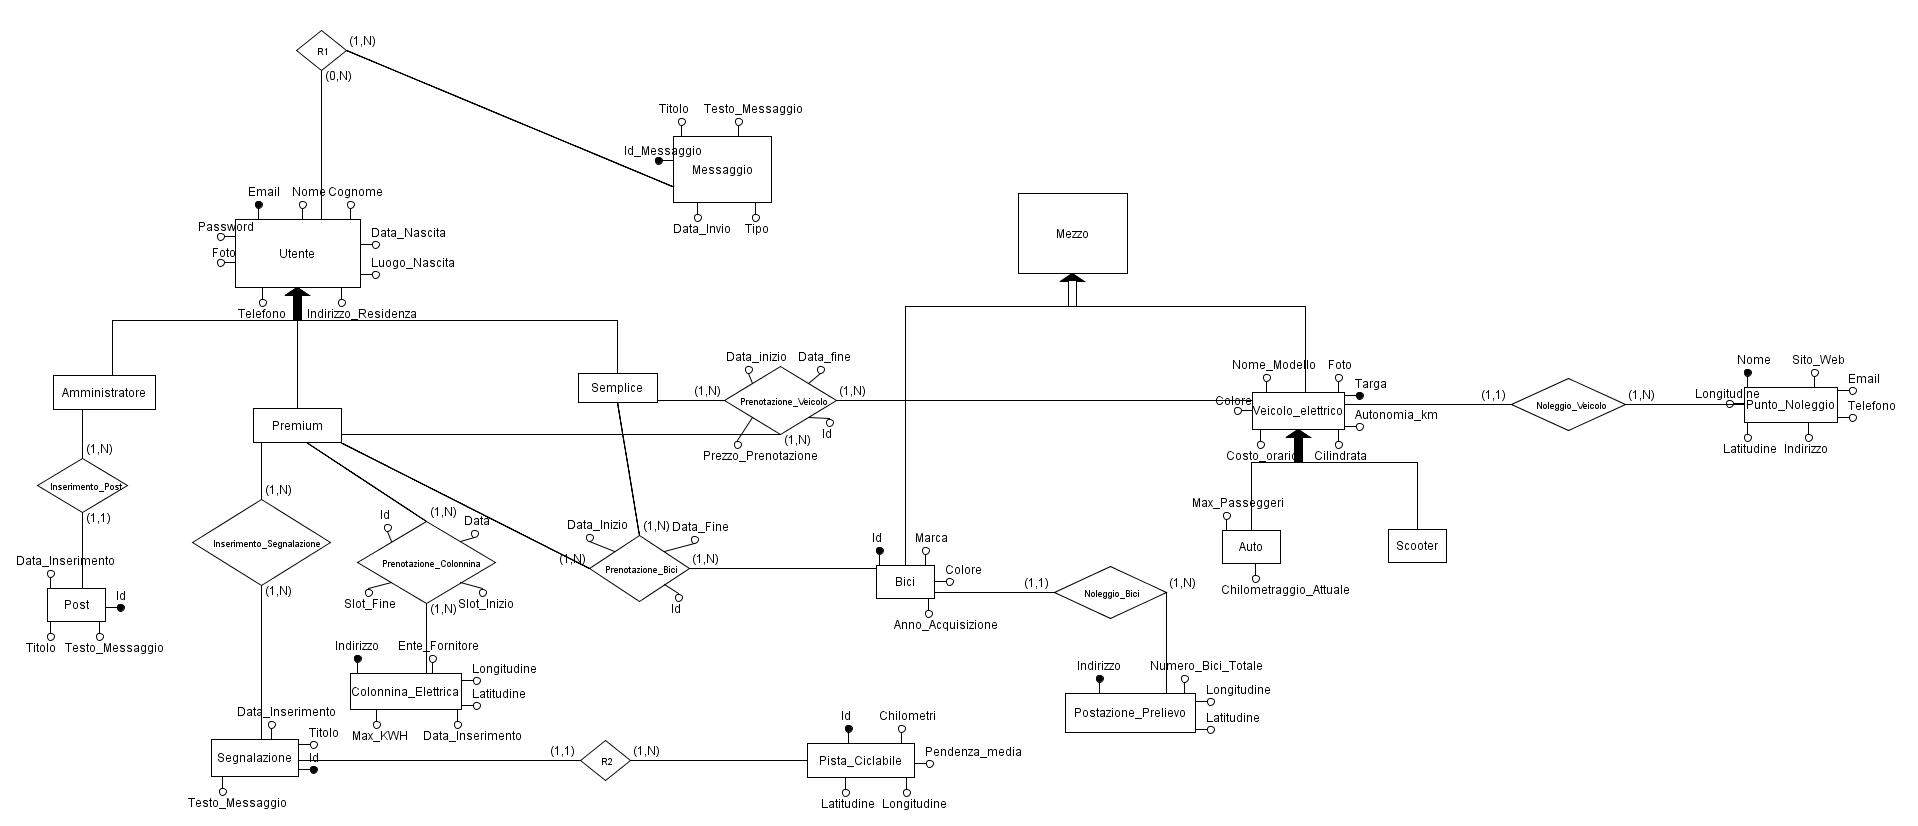 (1,N)
R1
(0,N)
Titolo Testo_Messaggio
Id_Messaggio
Messaggio
Data_Invio Tipo
Email Nome Cognome
Password
Data_Nascita
Foto
Utente
Luogo_Nascita
Telefono Indirizzo_Residenza
Mezzo
Amministratore
Premium
Semplice
(1,N)
Data_inizio Data_fine
Prenotazione_Veicolo
(1,N)
Id
(1,N)
Prezzo_Prenotazione
Nome_Modello Foto
Targa
Colore
Veicolo_elettrico
Autonomia_km
Costo_orario Cilindrata
(1,1)
Noleggio_Veicolo
(1,N)
Nome Sito_Web
Email
Longitudine
Punto_Noleggio
Telefono
Latitudine Indirizzo
Max_Passeggeri
Auto
Chilometraggio_Attuale
Scooter
(1,N)
Inserimento_Post
(1,1)
Data_Inserimento
Post
Id
Titolo Testo_Messaggio
(1,N)
Inserimento_Segnalazione
(1,N)
(1,N)
Id
Data
Prenotazione_Colonnina
Slot_Fine
(1,N)
Slot_Inizio
Data_Inizio
(1,N)
Data_Fine
(1,N)
Prenotazione_Bici
(1,N)
Id
Id
Marca
Colore
Bici
Anno_Acquisizione
(1,1)
Noleggio_Bici
(1,N)
Indirizzo Ente_Fornitore
Longitudine
Colonnina_Elettrica
Latitudine
Max_KWH Data_Inserimento
Indirizzo Numero_Bici_Totale
Longitudine
Postazione_Prelievo
Latitudine
Data_Inserimento
Titolo
Segnalazione
Id
Testo_Messaggio
(1,1)
R2
(1,N)
Id Chilometri
Pista_Ciclabile
Pendenza_media
Latitudine Longitudine